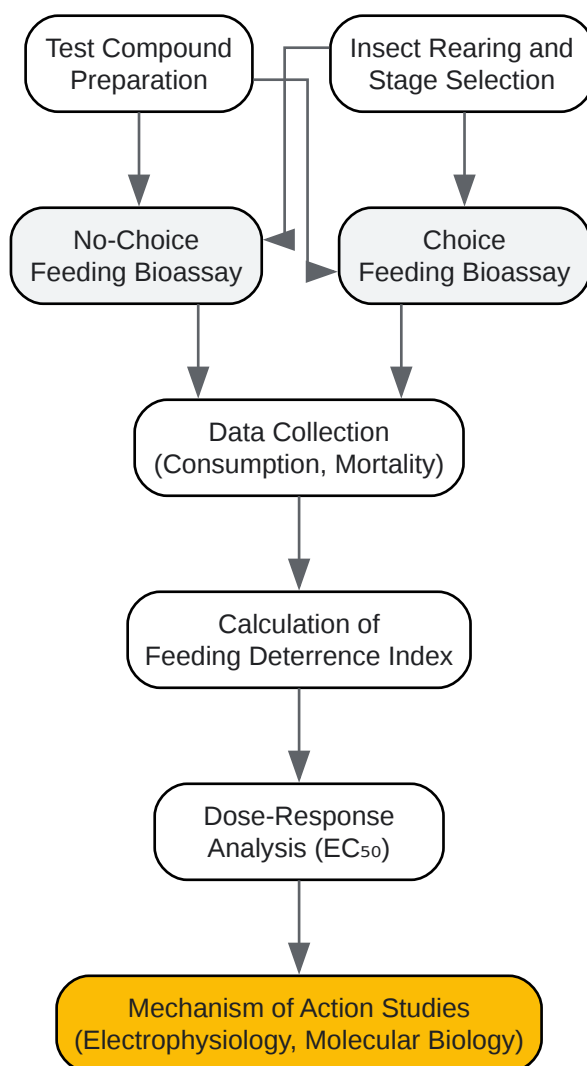 Test Compound
Preparation
Insect Rearing and
Stage Selection
No-Choice
Feeding Bioassay
Choice
Feeding Bioassay
Data Collection
(Consumption, Mortality)
Calculation of
Feeding Deterrence Index
Dose-Response
Analysis (EC₅₀)
Mechanism of Action Studies
(Electrophysiology, Molecular Biology)